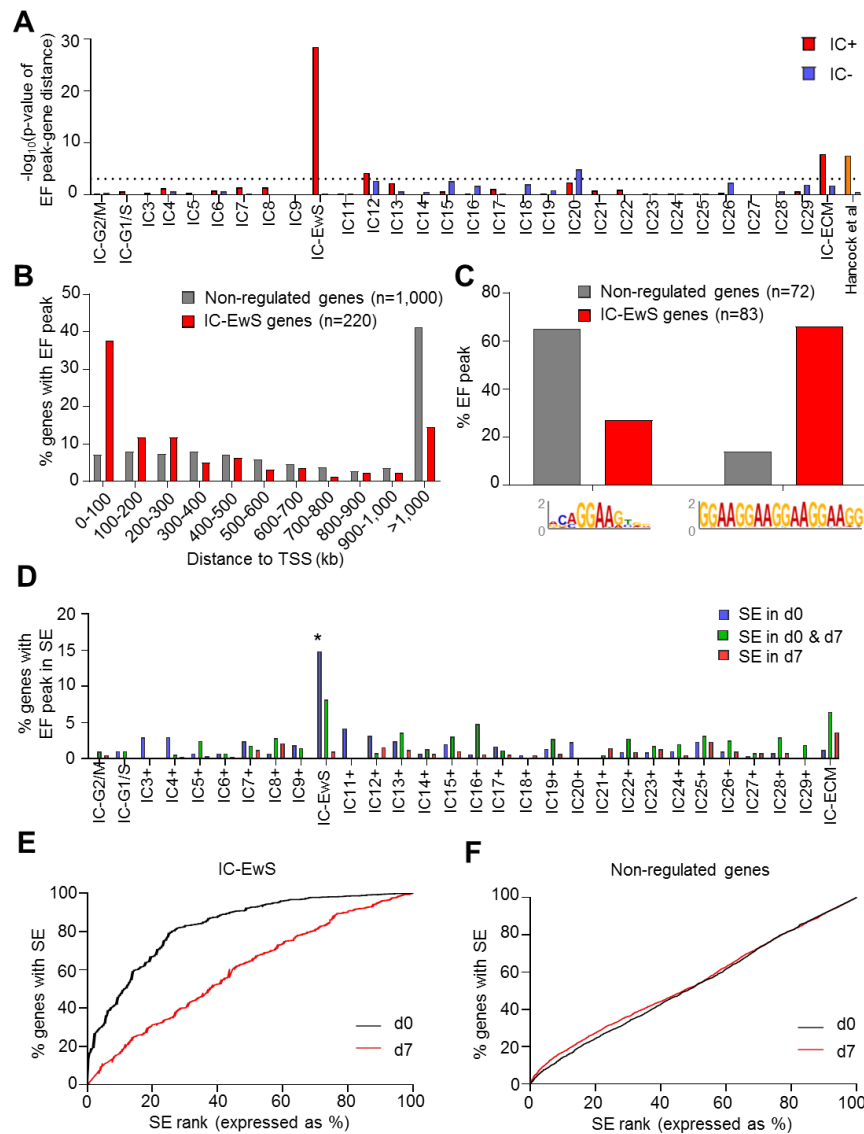 A
-log10(p-value of
EF peak-gene distance)
30
20
10
0
IC+
IC-
IC-G2/M
IC-G1/S
IC3
IC4
IC5
IC6
IC7
IC8
IC9
IC-EwS
IC11
IC12
IC13
IC14
IC15
IC16
IC17
IC18
IC19
IC20
IC21
IC22
IC23
IC24
IC25
IC26
IC27
IC28
IC29
IC-ECM
Hancock et al
B
% genes with EF peak
50
40
30
20
10
0
Non-regulated genes (n=1,000)
IC-EwS genes (n=220)
0-100
100-200
200-300
300-400
400-500
500-600
600-700
700-800
800-900
900-1,000
>1,000
Distance to TSS (kb)
C
% EF peak
80
60
40
20
0
Non-regulated genes (n=72)
IC-EwS genes (n=83)
2
0
CAGGAAGT
2
0
GGAAGGAAGGAAGGAAGG
D
% genes with
EF peak in SE
20
15
10
5
0
*
SE in d0
SE in d0 & d7
SE in d7
IC-G2/M
IC-G1/S
IC3+
IC4+
IC5+
IC6+
IC7+
IC8+
IC9+
IC-EwS
IC11+
IC12+
IC13+
IC14+
IC15+
IC16+
IC17+
IC18+
IC19+
IC20+
IC21+
IC22+
IC23+
IC24+
IC25+
IC26+
IC27+
IC28+
IC29+
IC-ECM
E
IC-EwS
% genes with SE
100
80
60
40
20
0
d0
d7
0 20 40 60 80 100
SE rank (expressed as %)
F
Non-regulated genes
% genes with SE
100
80
60
40
20
0
d0
d7
0 20 40 60 80 100
SE rank (expressed as %)